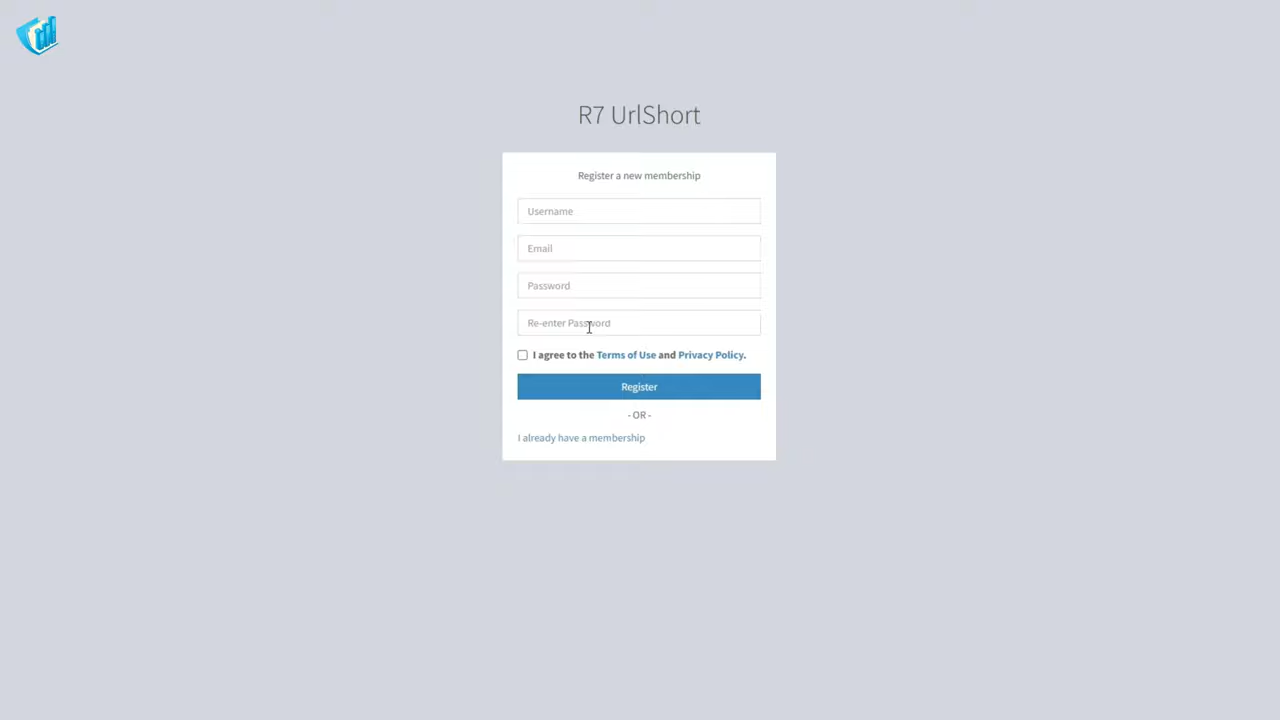 R7 UrlShort
Register a new membership
Username
Email
Password
Re-enter Password
I agree to the Terms of Use and Privacy Policy.
Register
- OR -
I already have a membership